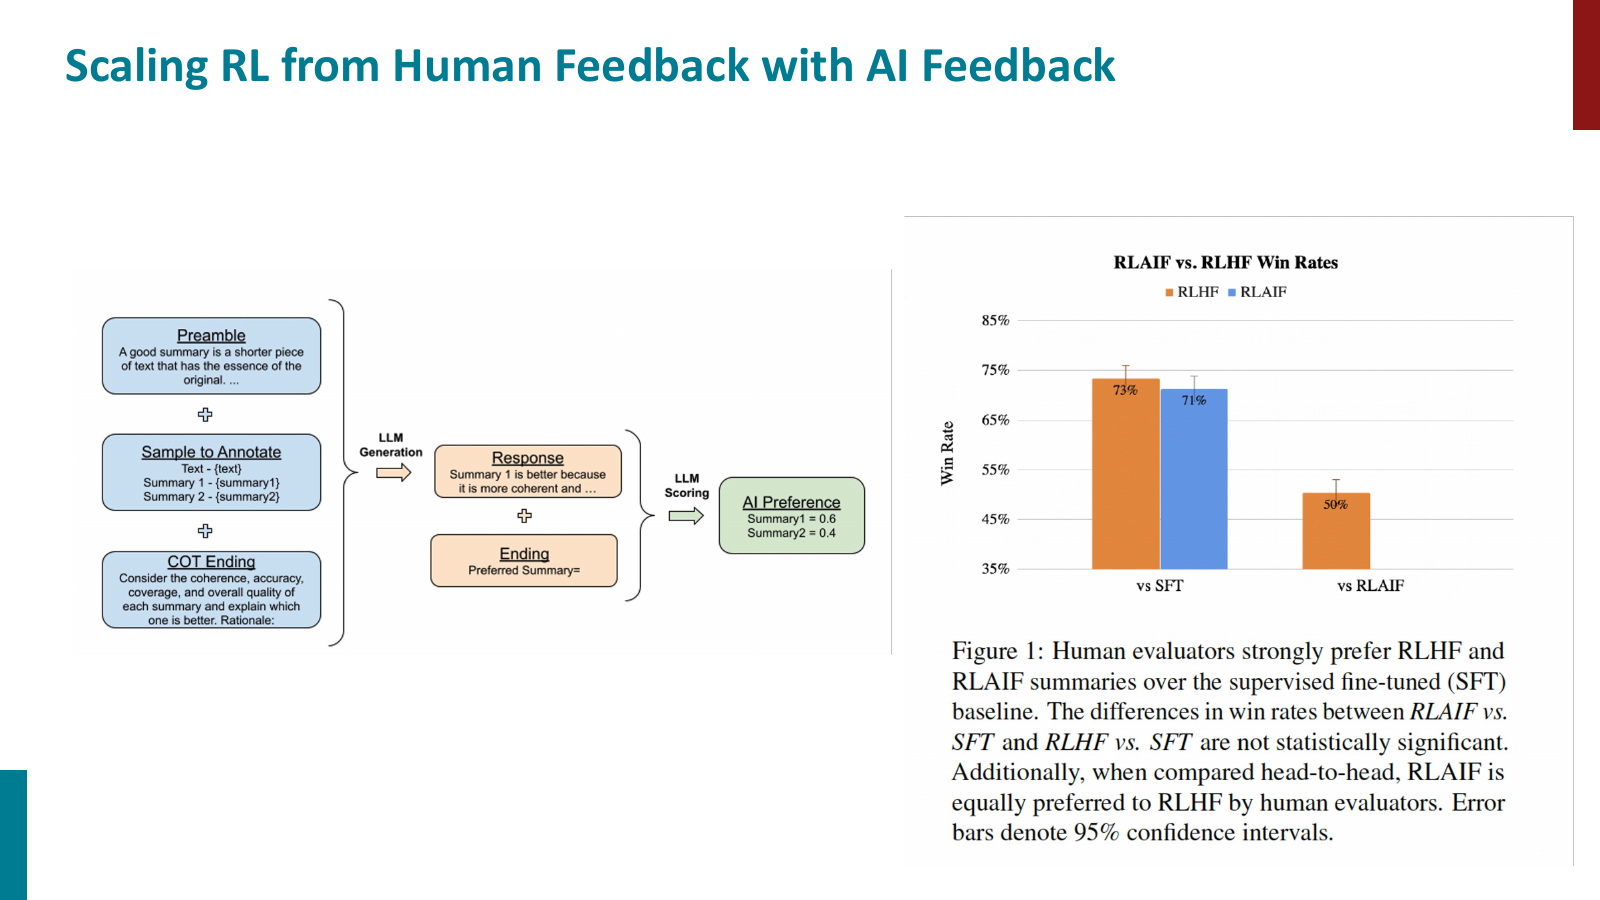 Scaling RL from Human Feedback with AI Feedback
Preamble
A good summary is a shorter piece
of text that has the essence of the
original. ...
Sample to Annotate
Text - {text}
Summary 1 - {summary1}
Summary 2 - {summary2}
COT Ending
Consider the coherence, accuracy,
coverage, and overall quality of
each summary and explain which
one is better. Rationale:
LLM
Generation
Response
Summary 1 is better because
it is more coherent and ...
Ending
Preferred Summary=
LLM
Scoring
AI Preference
Summary1 = 0.6
Summary2 = 0.4
RLAIF vs. RLHF Win Rates
RLHF RLAIF
85%
75%
65%
55%
45%
35%
Win Rate
73%
71%
50%
vs SFT
vs RLAIF
Figure 1: Human evaluators strongly prefer RLHF and
RLAIF summaries over the supervised fine-tuned (SFT)
baseline. The differences in win rates between RLAIF vs.
SFT and RLHF vs. SFT are not statistically significant.
Additionally, when compared head-to-head, RLAIF is
equally preferred to RLHF by human evaluators. Error
bars denote 95% confidence intervals.